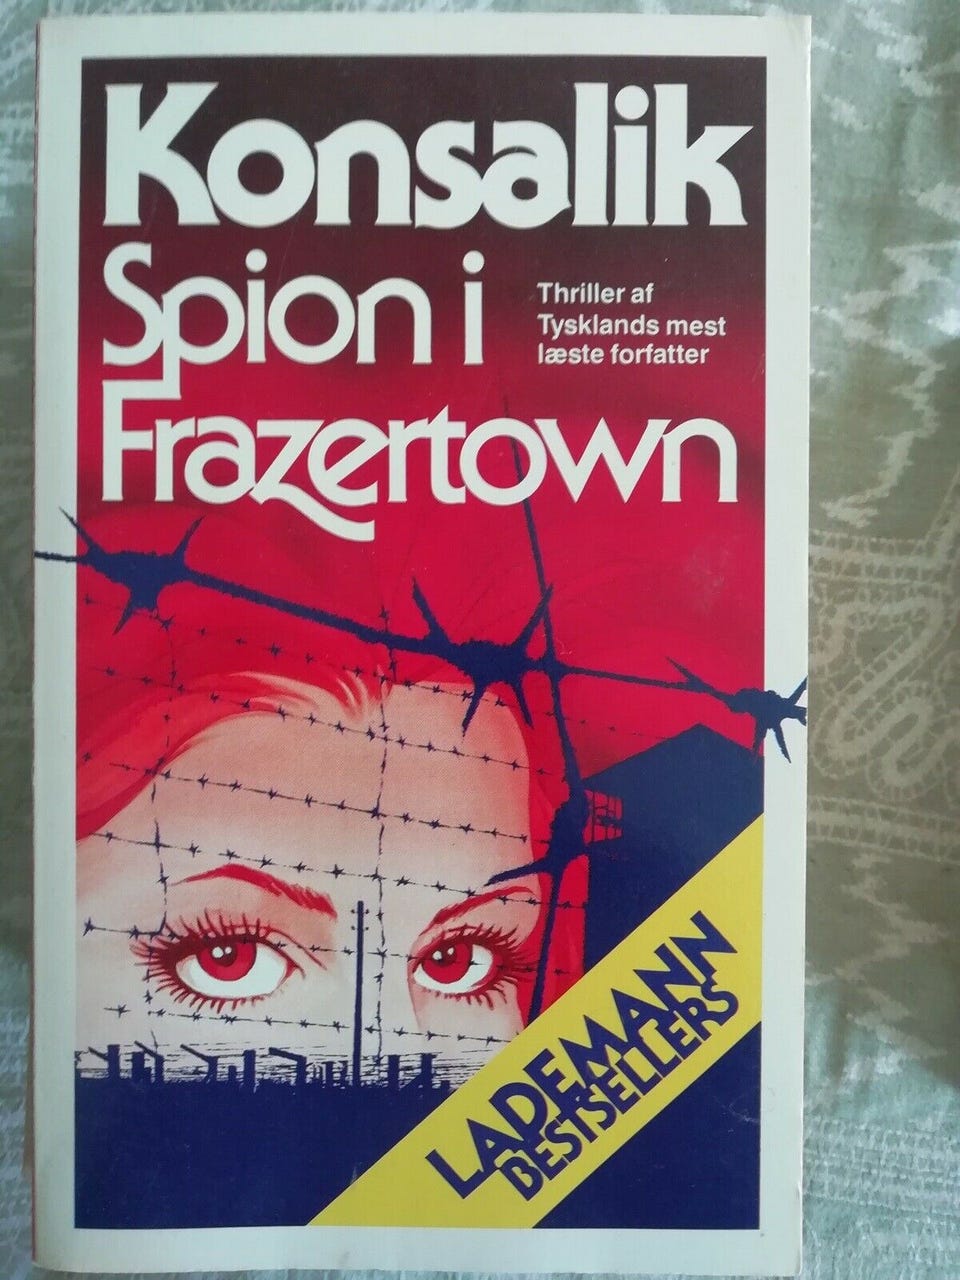 Konsalik
Spion i
Frazertown
Thriller af
Tysklands mest
læste forfatter
LADEMANN
BESTSELLERS